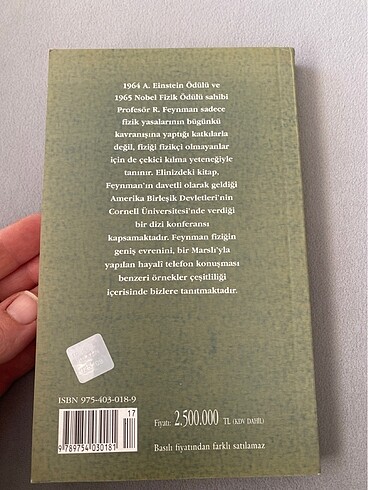 1964 A. Einstein Ödülü ve
1965 Nobel Fizik Ödülü sahibi
Profesör R. Feynman sadece
fizik yasalarının bugünkü
kavranışına yaptığı katkılarla
değil, fiziği fizikçi olmayanlar
için de çekici kılma yeteneğiyle
tanınır. Elinizdeki kitap,
Feynman'ın davetli olarak geldiği
Amerika Birleşik Devletleri'nin
Cornell Üniversitesi'nde verdiği
bir dizi konferansı
kapsamaktadır. Feynman fiziğin
geniş evrenini, bir Marslı'yla
yapılan hayalî telefon konuşması
benzeri örnekler çeşitliliği
içerisinde bizlere tanıtmaktadır.
ISBN 975-403-018-9
17
9 789754 030181
Fiyatı: 2.500.000 TL (KDV DAHİL)
Basılı fiyatından farklı satılamaz